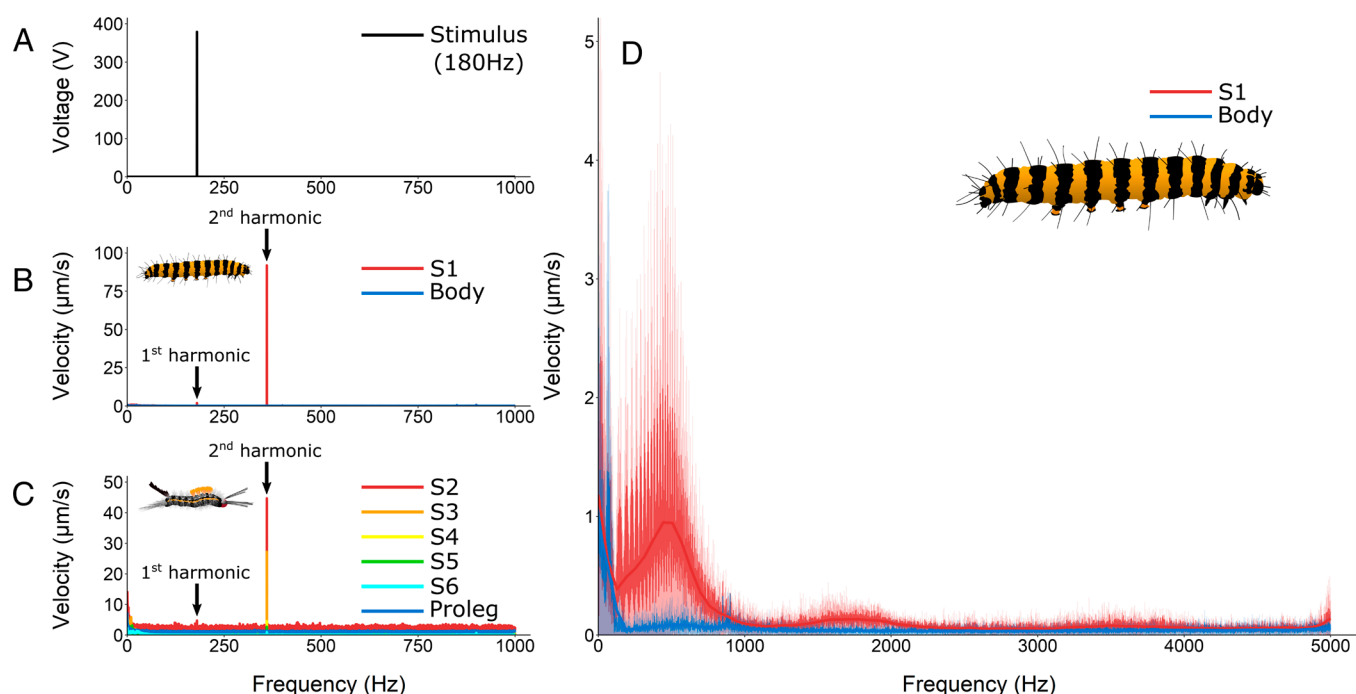 A
Voltage (V)
400
300
200
100
0
0 250 500 750 1000
Stimulus
(180Hz)
B
Velocity (µm/s)
100
75
50
25
0
0 250 500 750 1000
2nd harmonic
1st harmonic
S1
Body
C
Velocity (µm/s)
50
40
30
20
10
0
0 250 500 750 1000
2nd harmonic
1st harmonic
S2
S3
S4
S5
S6
Proleg
Frequency (Hz)
D
Velocity (µm/s)
5
4
3
2
1
0
0 1000 2000 3000 4000 5000
S1
Body
Frequency (Hz)